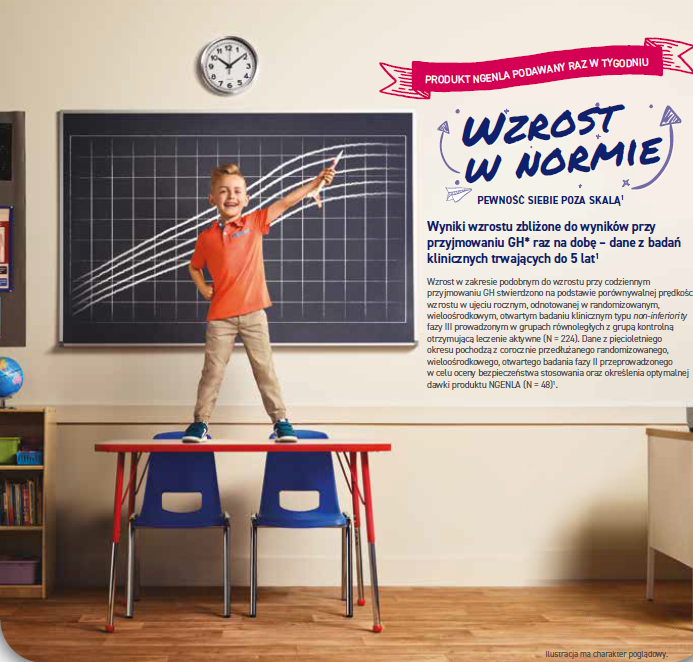 PRODUKT NGENLA PODAWANY RAZ W TYGODNIU
WZROST
W NORMIE
PEWNOŚĆ SIEBIE POZA SKALĄ¹
Wyniki wzrostu zbliżone do wyników przy
przyjmowaniu GH* raz na dobę – dane z badań
klinicznych trwających do 5 lat¹
Wzrost w zakresie podobnym do wzrostu przy codziennym
przyjmowaniu GH stwierdzono na podstawie porównywalnej prędkośc
wzrostu w ujęciu rocznym, odnotowanej w randomizowanym,
wieloośrodkowym, otwartym badaniu klinicznym typu non-inferiority
fazy III prowadzonym w grupach równoległych z grupą kontrolną
otrzymującą leczenie aktywne (N = 224). Dane z pięcioletniego
okresu pochodzą z corocznie przedłużanego randomizowanego,
wieloośrodkowego, otwartego badania fazy II przeprowadzonego
w celu oceny bezpieczeństwa stosowania oraz określenia optymalnej
dawki produktu NGENLA (N = 48)¹.
Ilustracja ma charakter poglądowy.